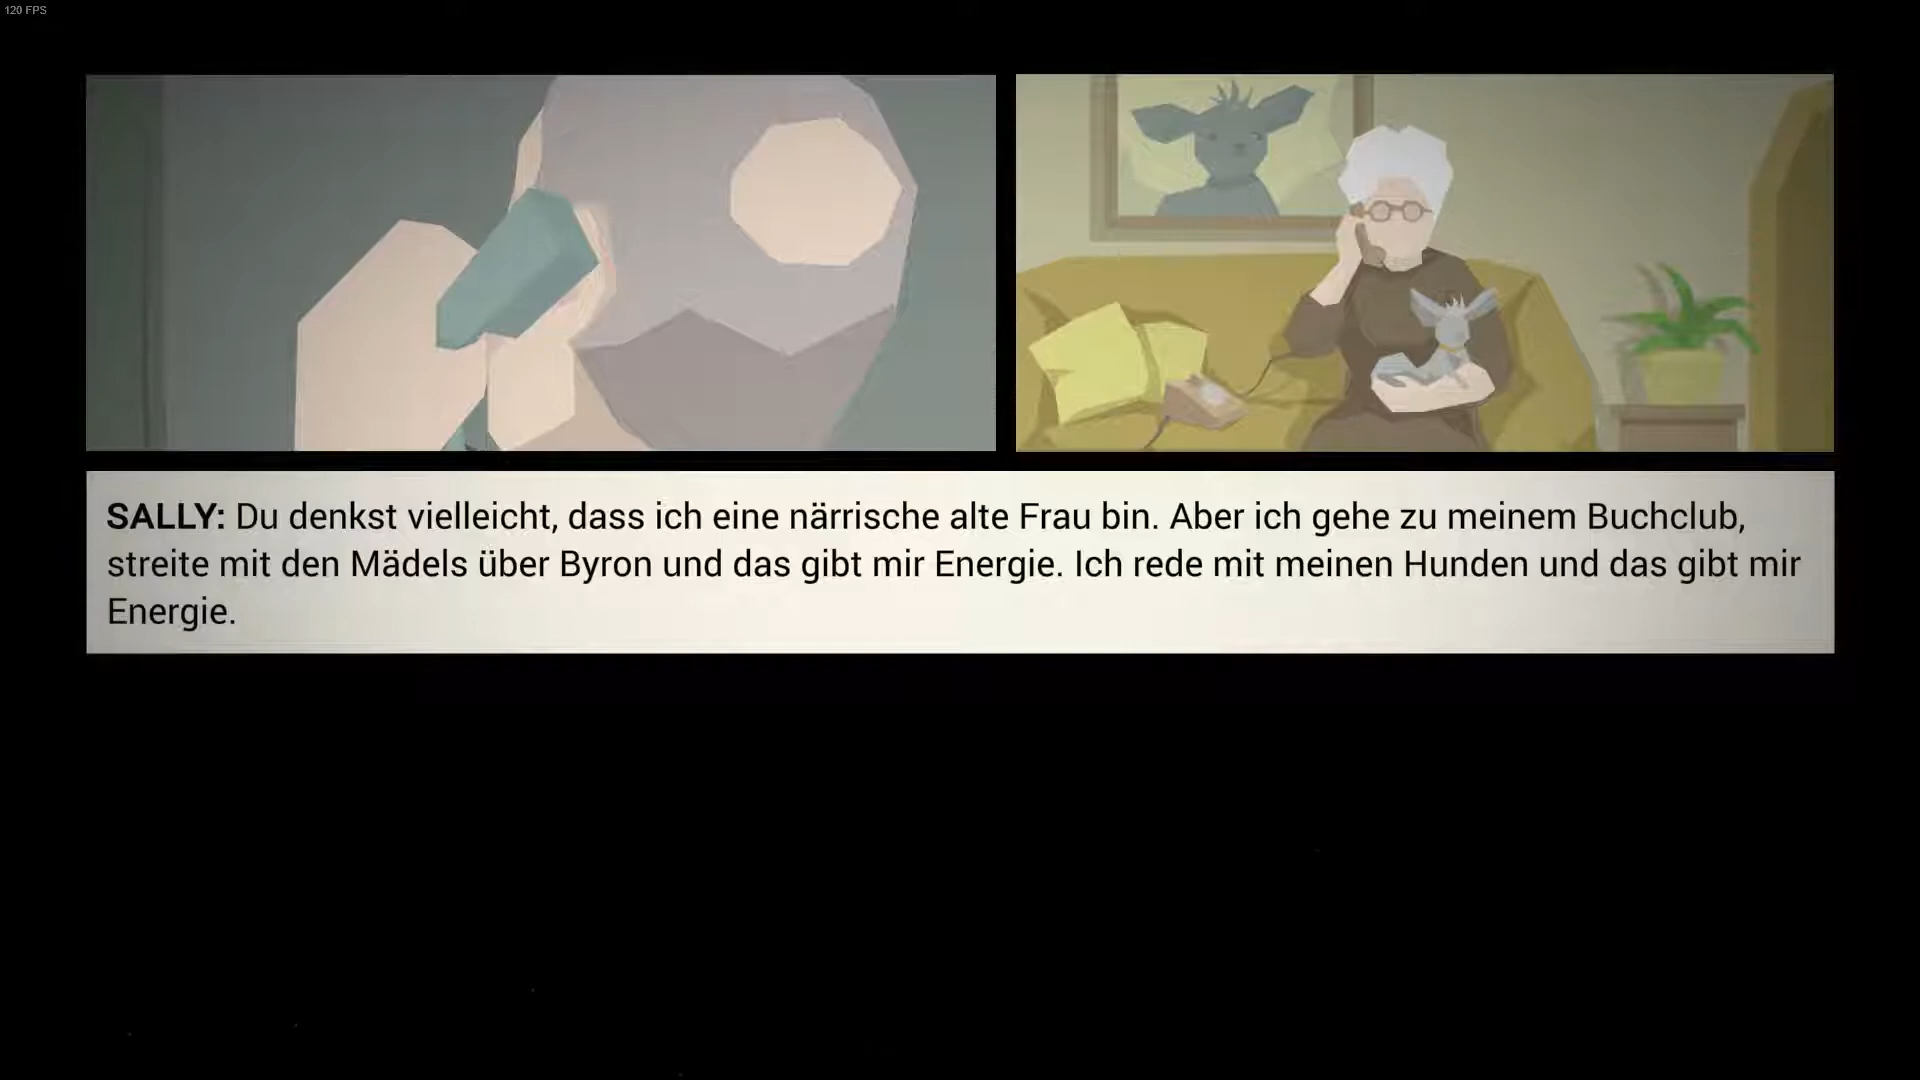 120 FPS
SALLY: Du denkst vielleicht, dass ich eine närrische alte Frau bin. Aber ich gehe zu meinem Buchclub,
streite mit den Mädels über Byron und das gibt mir Energie. Ich rede mit meinen Hunden und das gibt mir
Energie.